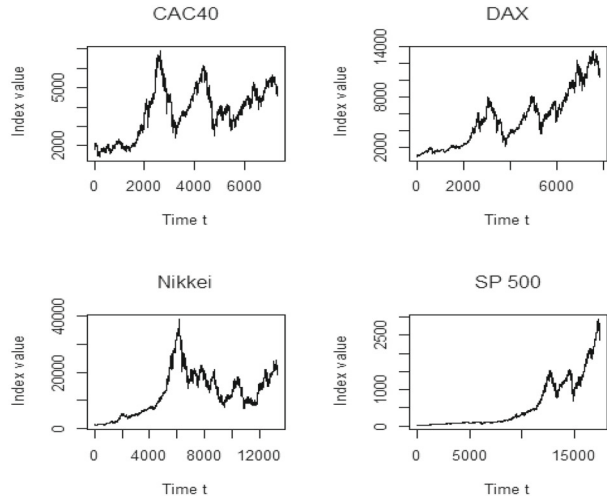 CAC40
DAX
Index value
2000
5000
0
2000
4000
6000
Time t
Index value
2000
8000
14000
0
2000
6000
Time t
Nikkei
SP 500
Index value
0
20000
40000
0
4000
8000
12000
Time t
Index value
0
1000
2500
0
5000
15000
Time t